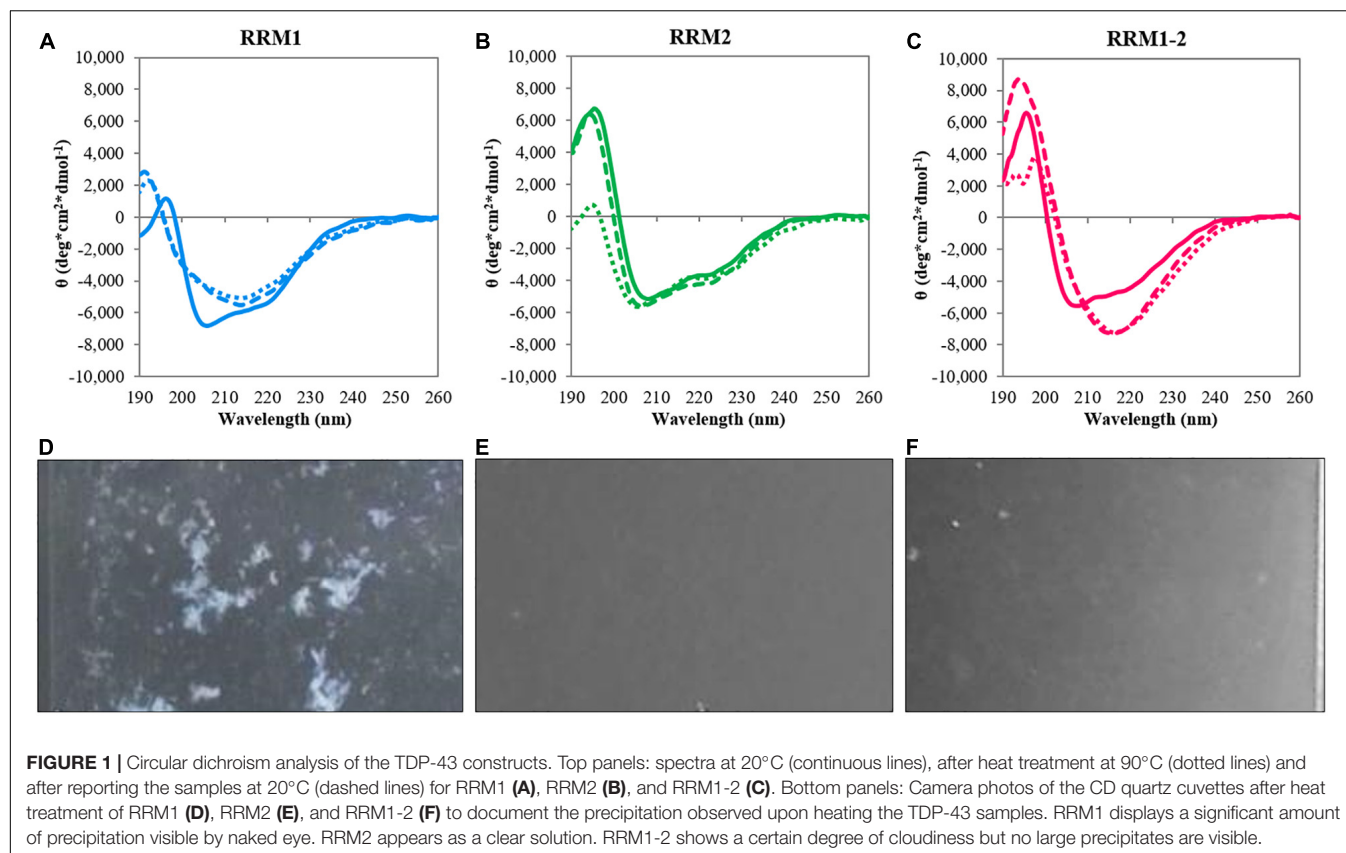 A RRM1
B RRM2
C RRM1-2
10,000
8,000
6,000
4,000
2,000
0
-2,000
-4,000
-6,000
-8,000
-10,000
θ (deg*cm²*dmol⁻¹)
190 200 210 220 230 240 250 260
Wavelength (nm)
10,000
8,000
6,000
4,000
2,000
0
-2,000
-4,000
-6,000
-8,000
-10,000
θ (deg*cm²*dmol⁻¹)
190 200 210 220 230 240 250 260
Wavelength (nm)
10,000
8,000
6,000
4,000
2,000
0
-2,000
-4,000
-6,000
-8,000
-10,000
θ (deg*cm²*dmol⁻¹)
190 200 210 220 230 240 250 260
Wavelength (nm)
D
E
F
FIGURE 1 | Circular dichroism analysis of the TDP-43 constructs. Top panels: spectra at 20°C (continuous lines), after heat treatment at 90°C (dotted lines) and
after reporting the samples at 20°C (dashed lines) for RRM1 (A), RRM2 (B), and RRM1-2 (C). Bottom panels: Camera photos of the CD quartz cuvettes after heat
treatment of RRM1 (D), RRM2 (E), and RRM1-2 (F) to document the precipitation observed upon heating the TDP-43 samples. RRM1 displays a significant amount
of precipitation visible by naked eye. RRM2 appears as a clear solution. RRM1-2 shows a certain degree of cloudiness but no large precipitates are visible.